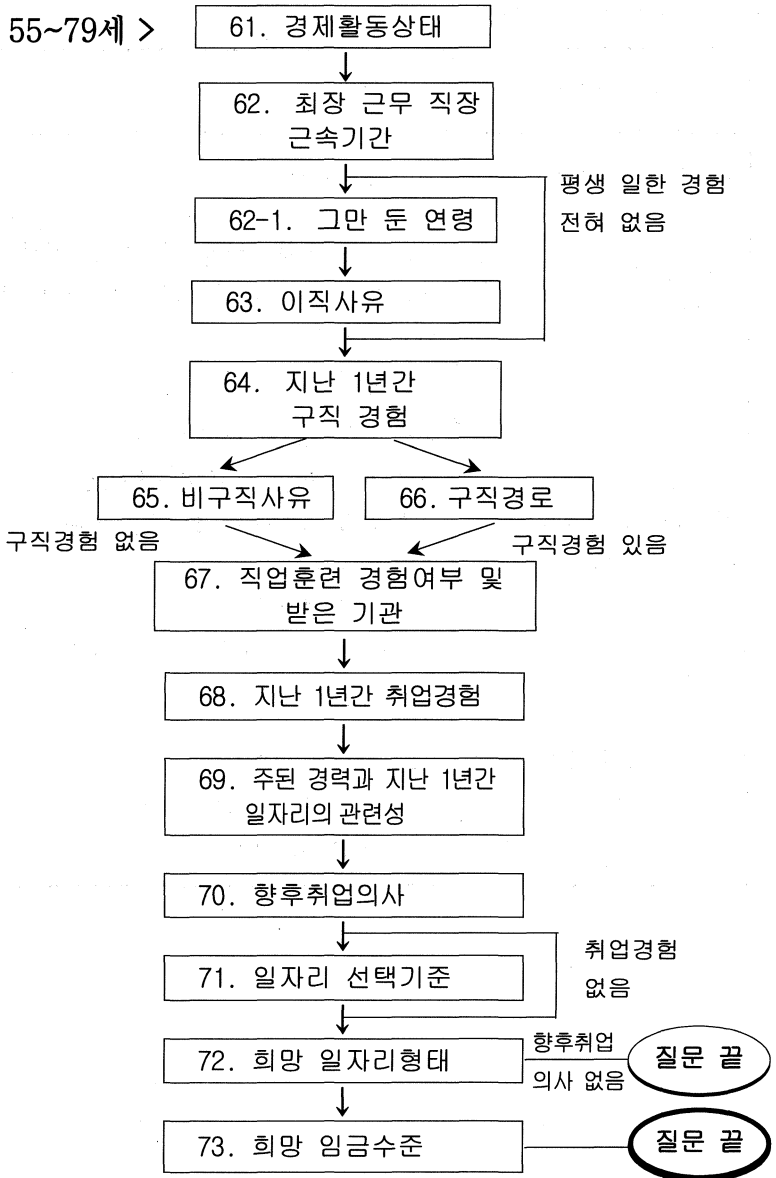 55~79세 >
61. 경제활동상태
62. 최장 근무 직장
근속기간
평생 일한 경험
전혀 없음
62-1. 그만 둔 연령
63. 이직사유
64. 지난 1년간
구직 경험
65. 비구직사유
66. 구직경로
구직경험 없음
구직경험 있음
67. 직업훈련 경험여부 및
받은 기관
68. 지난 1년간 취업경험
69. 주된 경력과 지난 1년간
일자리의 관련성
70. 향후취업의사
취업경험
없음
71. 일자리 선택기준
72. 희망 일자리형태
향후취업
의사 없음
질문 끝
73. 희망 임금수준
질문 끝